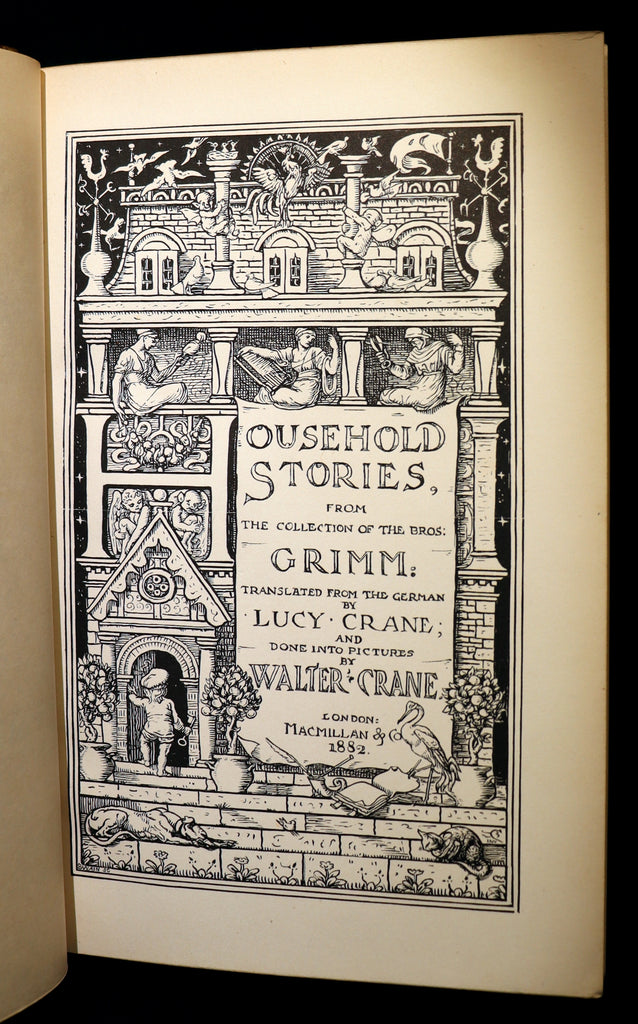 OUSEHOLD
STORIES,
FROM
THE COLLECTION OF THE BROS:
GRIMM:
TRANSLATED FROM THE GERMAN
BY
LUCY · CRANE;
AND
DONE INTO PICTURES
BY
WALTER · CRANE
LONDON:
MACMILLAN & Co
1882.